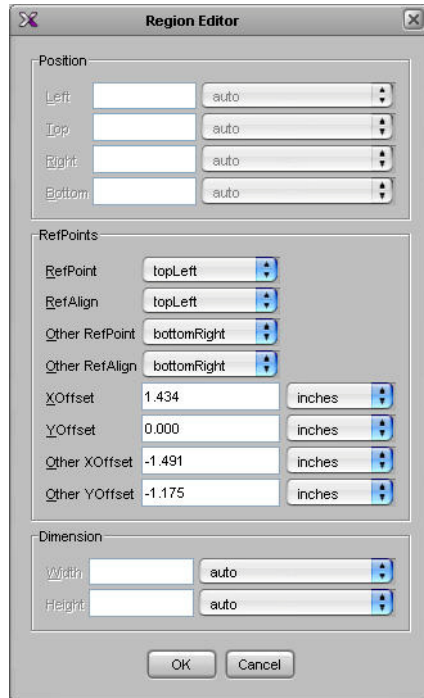 Region Editor
Position
Left auto
Top auto
Right auto
Bottom auto
RefPoints
RefPoint topLeft
RefAlign topLeft
Other RefPoint bottomRight
Other RefAlign bottomRight
XOffset 1.434 inches
YOffset 0.000 inches
Other XOffset -1.491 inches
Other YOffset -1.175 inches
Dimension
Width auto
Height auto
OK Cancel